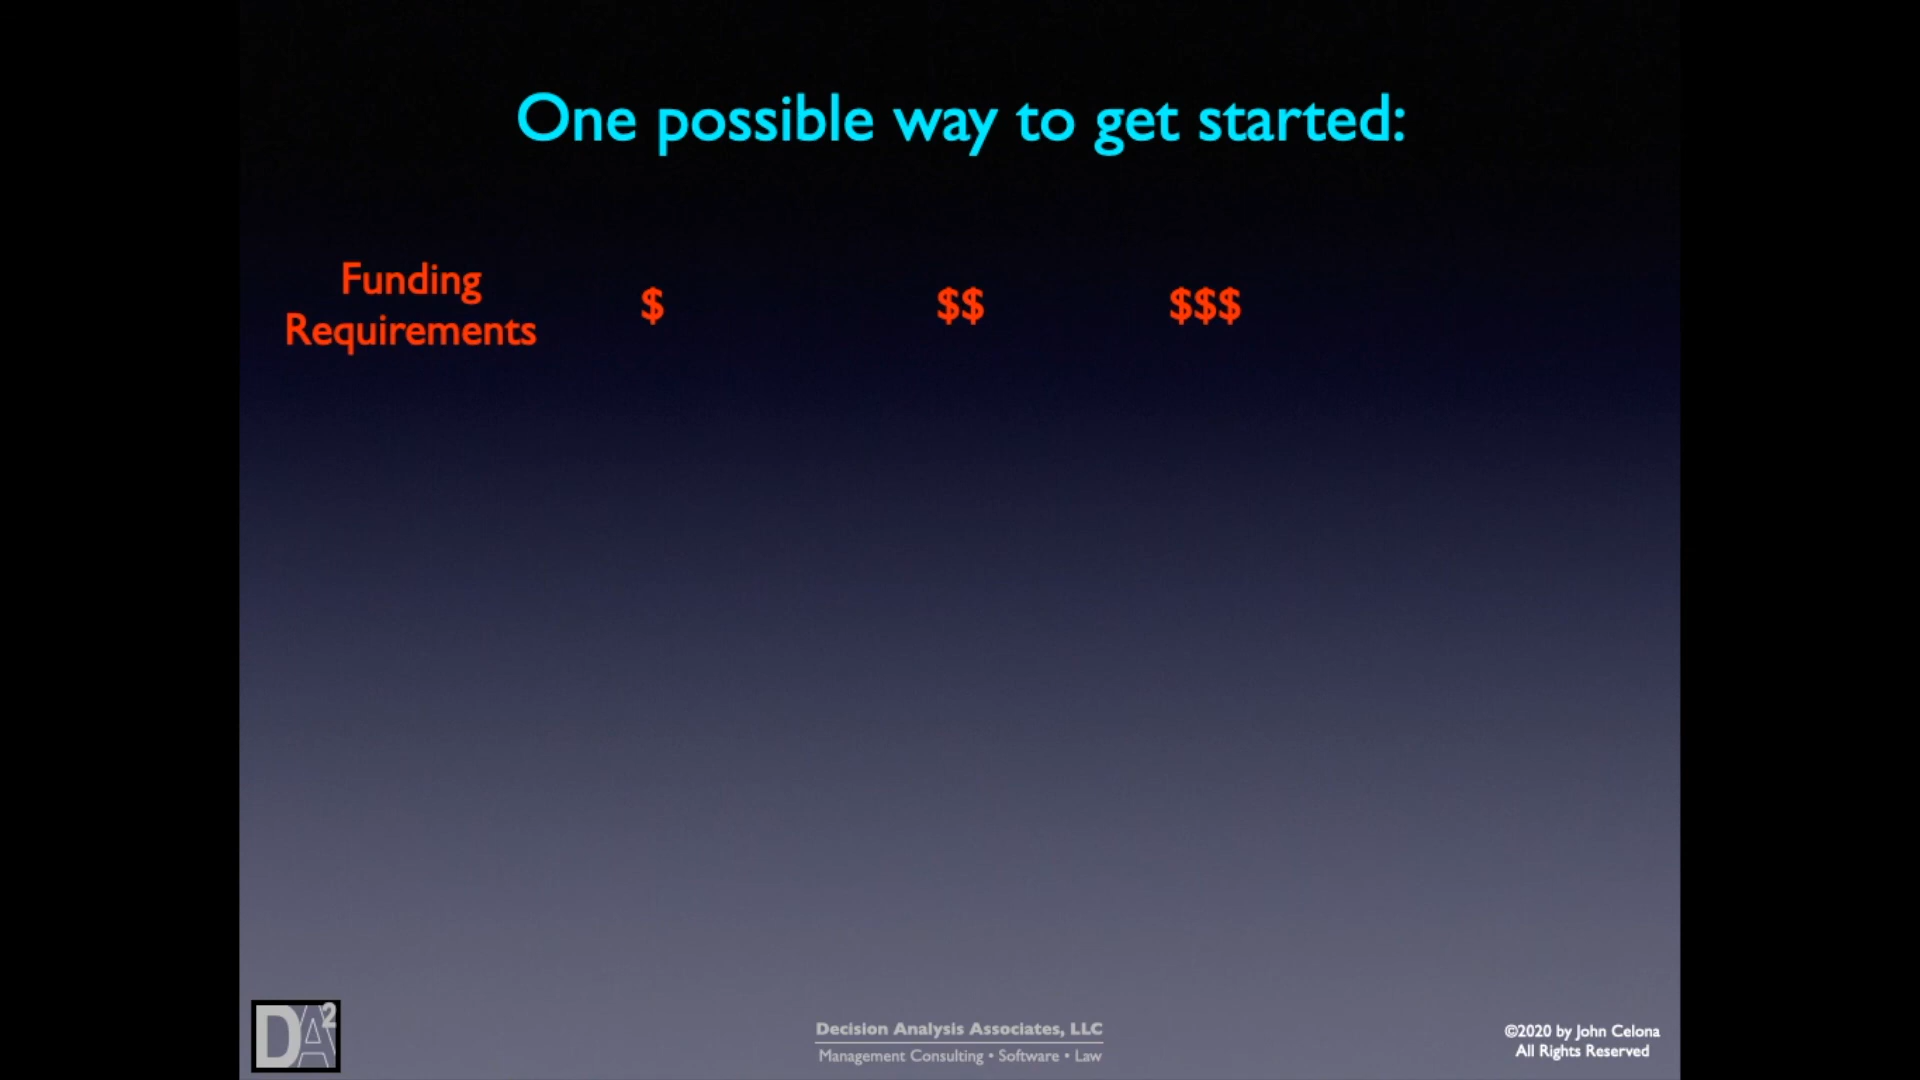 One possible way to get started:
Funding
Requirements
$ $$ $$$
DA2
Decision Analysis Associates, LLC
Management Consulting • Software • Law
©2020 by John Celona
All Rights Reserved